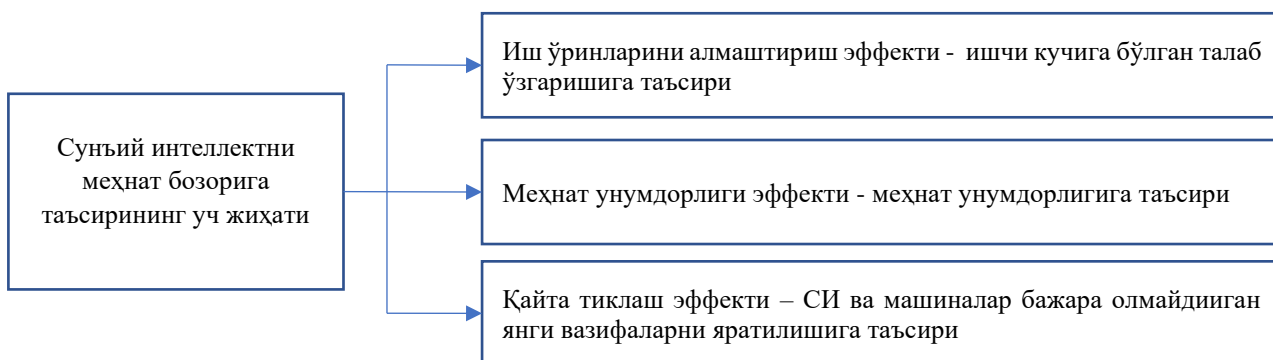 Сунъий интеллектни
меҳнат бозорига
таъсирининг уч жиҳати
Иш ўринларини алмаштириш эффекти - ишчи кучига бўлган талаб
ўзгаришига таъсири
Меҳнат унумдорлиги эффекти - меҳнат унумдорлигига таъсири
Қайта тиклаш эффекти – СИ ва машиналар бажара олмайдииган
янги вазифаларни яратилишига таъсири